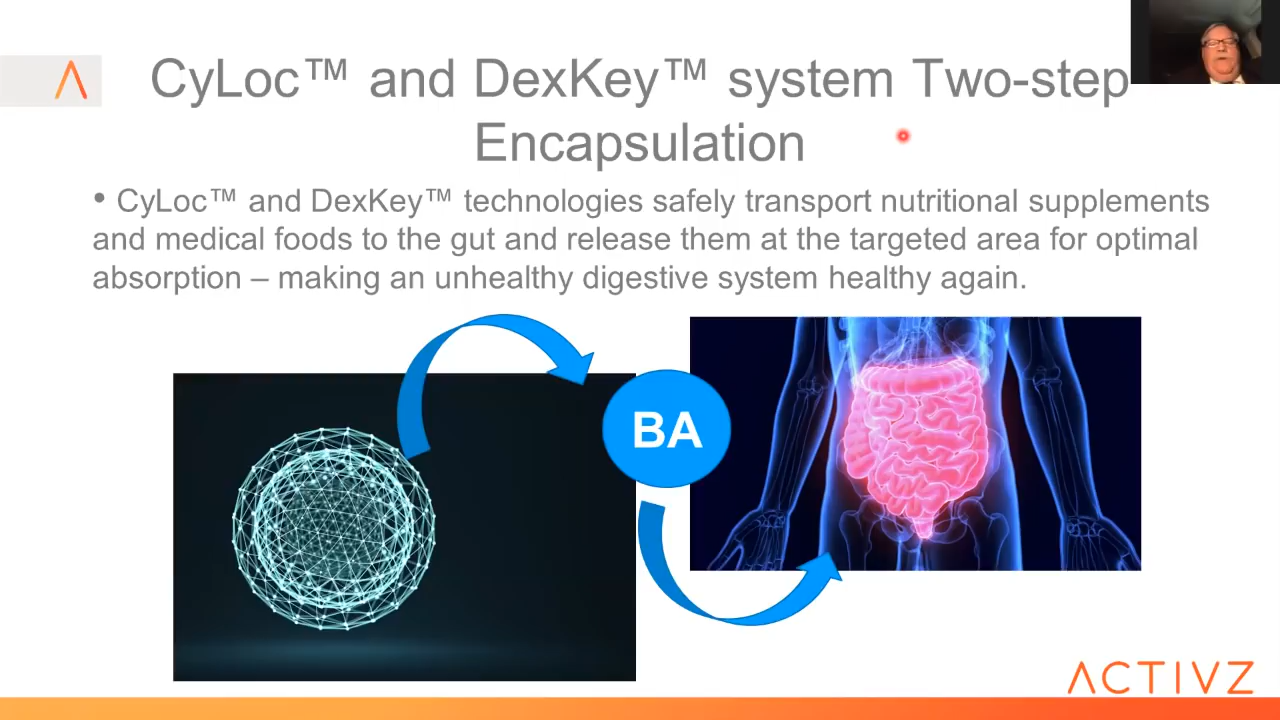 CyLoc™ and DexKey™ system Two-step
Encapsulation
• CyLoc™ and DexKey™ technologies safely transport nutritional supplements
and medical foods to the gut and release them at the targeted area for optimal
absorption – making an unhealthy digestive system healthy again.
BA
ACTIVZ